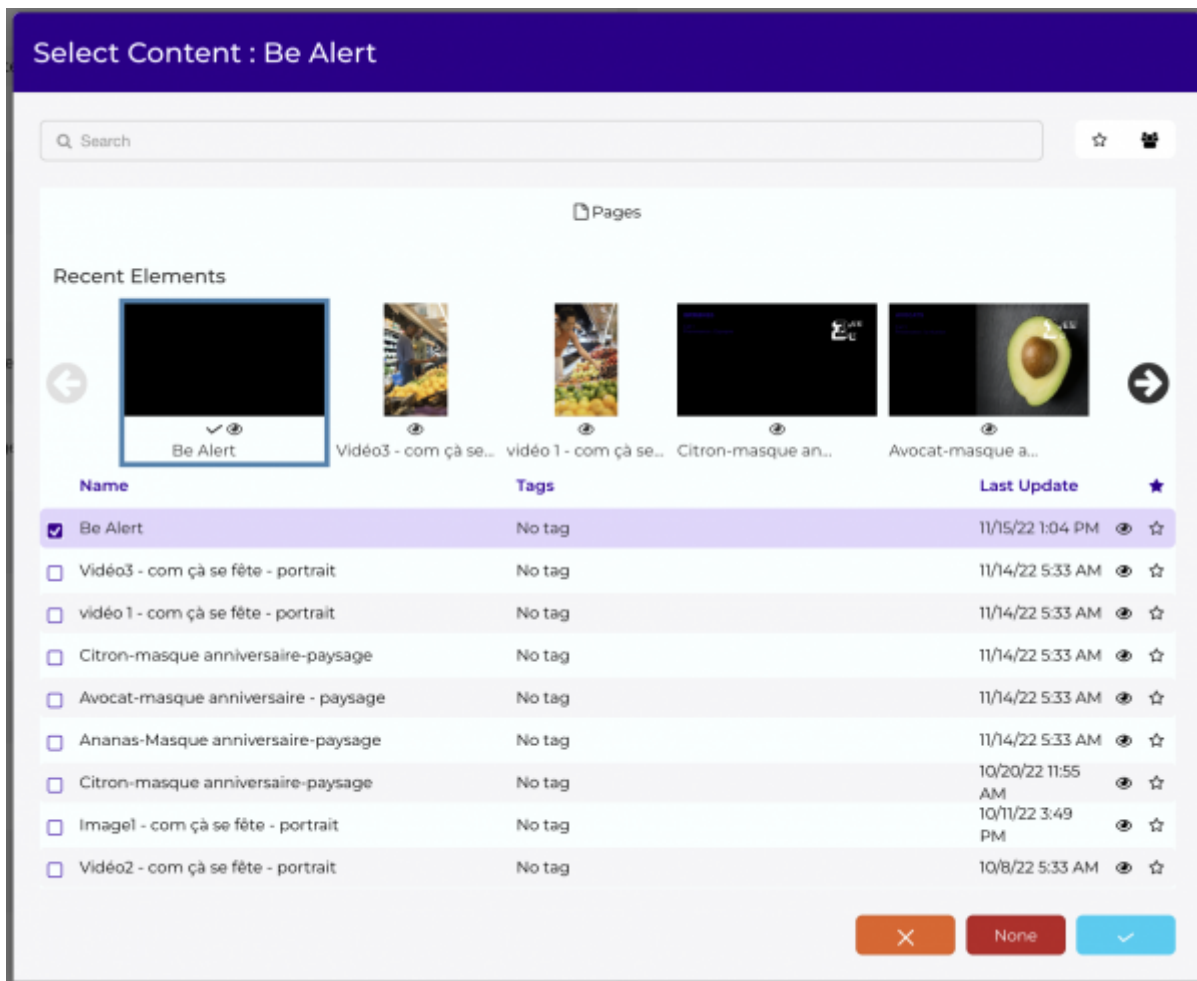 Select Content : Be Alert
Search
Pages
Recent Elements
Be Alert
Vidéo3 - com çà se...
vidéo 1 - com çà se...
Citron-masque an...
Avocat-masque a...
Name Tags Last Update
Be Alert No tag 11/15/22 1:04 PM
Vidéo3 - com çà se fête - portrait No tag 11/14/22 5:33 AM
vidéo 1 - com çà se fête - portrait No tag 11/14/22 5:33 AM
Citron-masque anniversaire-paysage No tag 11/14/22 5:33 AM
Avocat-masque anniversaire - paysage No tag 11/14/22 5:33 AM
Ananas-Masque anniversaire-paysage No tag 11/14/22 5:33 AM
Citron-masque anniversaire-paysage No tag 10/20/22 11:55
AM
Image1 - com çà se fête - portrait No tag 10/11/22 3:49
PM
Vidéo2 - com çà se fête - portrait No tag 10/8/22 5:33 AM
None